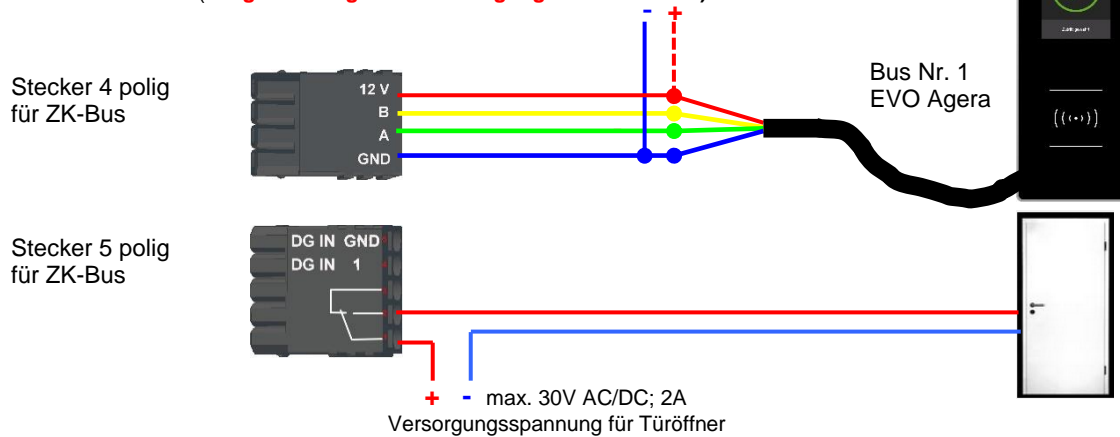 - +
Stecker 4 polig
für ZK-Bus
12 V
B
A
GND
Bus Nr. 1
EVO Agera
Stecker 5 polig
für ZK-Bus
DG IN GND
DG IN 1
+ - max. 30V AC/DC; 2A
Versorgungsspannung für Türöffner